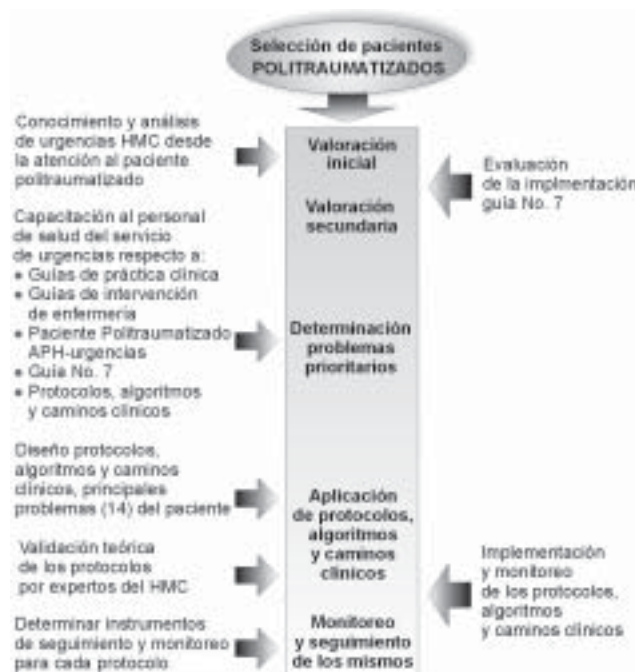 Selección de pacientes
POLITRAUMATIZADOS
Conocimiento y análisis
de urgencias HMC desde
la atención al paciente
politraumatizado
Capacitación al personal
de salud del servicio
de urgencias respecto a:
• Guías de práctica clínica
• Guías de intervención
de enfermería
• Paciente Politraumatizado
APH-urgencias
• Guía No. 7
• Protocolos, algoritmos
y caminos clínicos
Diseño protocolos,
algoritmos y caminos
clínicos, principales
problemas (14) del paciente
Validación teórica
de los protocolos
por expertos del HMC
Determinar instrumentos
de seguimiento y monitoreo
para cada protocolo
Valoración
inicial
Valoración
secundaria
Determinación
problemas
prioritarios
Aplicación
de protocolos,
algoritmos
y caminos
clínicos
Monitoreo
y seguimiento
de los mismos
Evaluación
de la implmentación
guía No. 7
Implementación
y monitoreo
de los protocolos,
algoritmos
y caminos clínicos